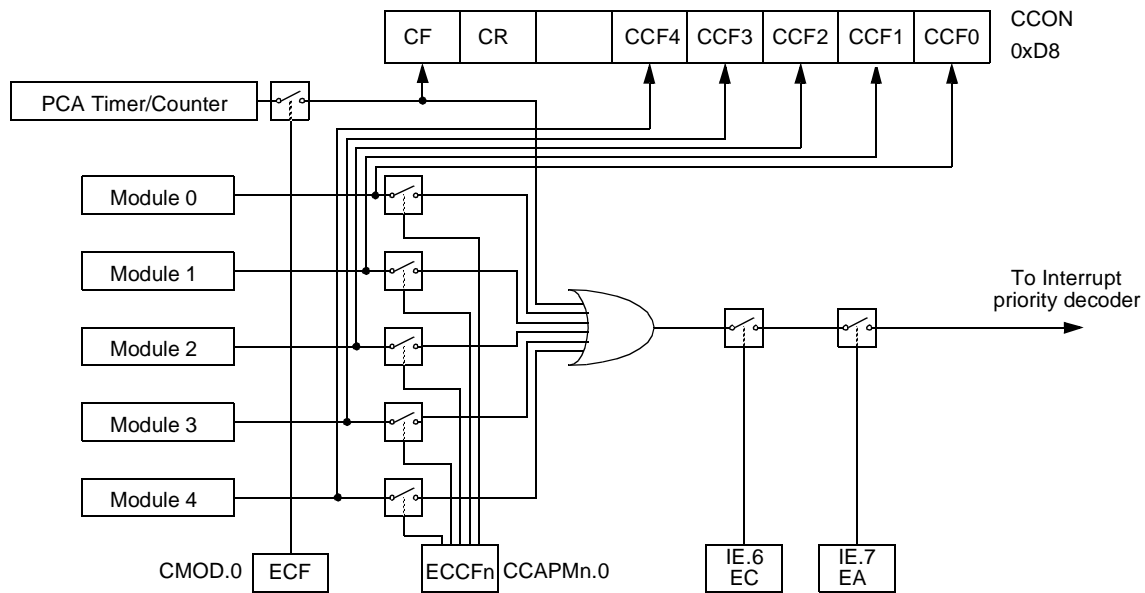 CF CR CCF4 CCF3 CCF2 CCF1 CCF0
CCON
0xD8
PCA Timer/Counter
Module 0
Module 1
Module 2
Module 3
Module 4
To Interrupt
priority decoder
CMOD.0 ECF
ECCFn CCAPMn.0
IE.6
EC
IE.7
EA